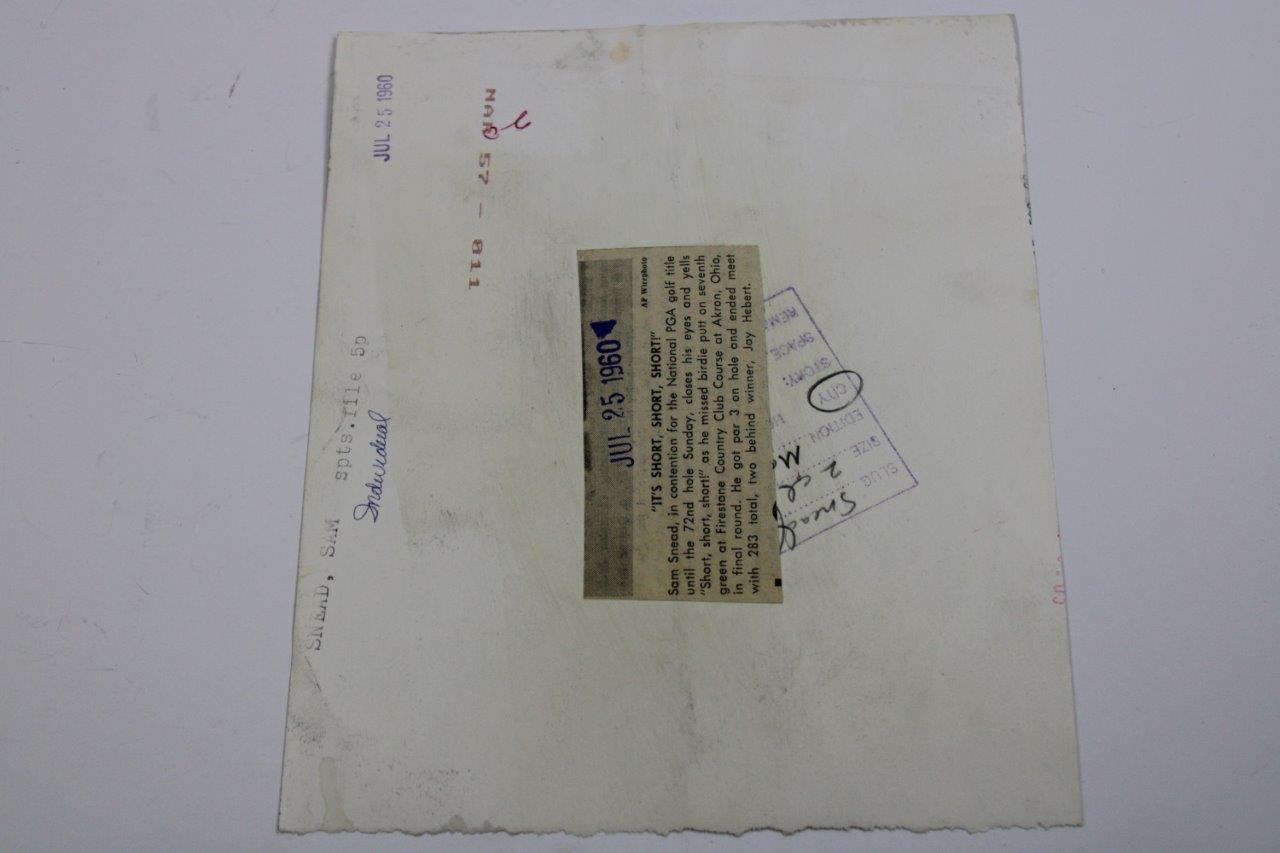 SNEAD, SAM spts.file 5p
Individual
JUL 25 1960
57 - 011
JUL 25 1960
AP Wirephoto
"IT'S SHORT, SHORT, SHORT!"
Sam Snead, in contention for the National PGA golf title
until the 72nd hole Sunday, closes his eyes and yells
"Short, short, short!" as he missed birdie putt on seventh
green at Firestone Country Club Course at Akron, Ohio,
in final round. He got par 3 on hole and ended meet
with 283 total, two behind winner, Jay Hebert.
SLUG Snead
SIZE 2
EDITION
CITY
STORY:
SPACE